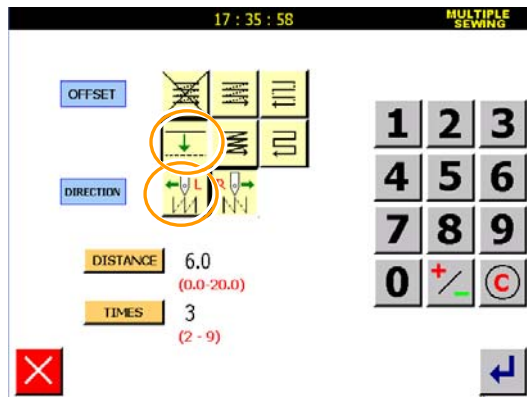 17 : 35 : 58
MULTIPLE
SEWING
OFFSET
DIRECTION
L
R
DISTANCE 6.0
(0.0-20.0)
TIMES 3
(2 - 9)
1 2 3
4 5 6
7 8 9
0 +/- C